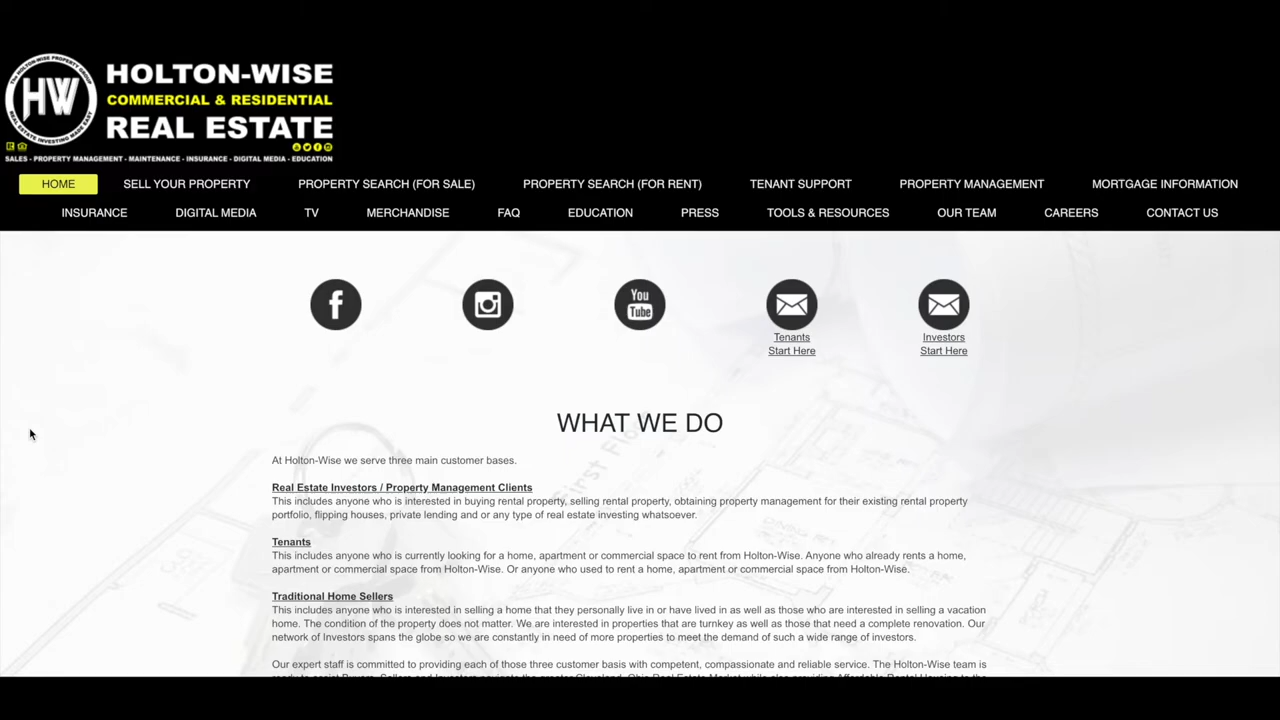 HW
HOLTON-WISE
COMMERCIAL & RESIDENTIAL
REAL ESTATE
SALES - PROPERTY MANAGEMENT - MAINTENANCE - INSURANCE - DIGITAL MEDIA - EDUCATION
HOME SELL YOUR PROPERTY PROPERTY SEARCH (FOR SALE) PROPERTY SEARCH (FOR RENT) TENANT SUPPORT PROPERTY MANAGEMENT MORTGAGE INFORMATION
INSURANCE DIGITAL MEDIA TV MERCHANDISE FAQ EDUCATION PRESS TOOLS & RESOURCES OUR TEAM CAREERS CONTACT US
You
Tube
Tenants
Start Here
Investors
Start Here
WHAT WE DO
At Holton-Wise we serve three main customer bases.
Real Estate Investors / Property Management Clients
This includes anyone who is interested in buying rental property, selling rental property, obtaining property management for their existing rental property
portfolio, flipping houses, private lending and or any type of real estate investing whatsoever.
Tenants
This includes anyone who is currently looking for a home, apartment or commercial space to rent from Holton-Wise. Anyone who already rents a home,
apartment or commercial space from Holton-Wise. Or anyone who used to rent a home, apartment or commercial space from Holton-Wise.
Traditional Home Sellers
This includes anyone who is interested in selling a home that they personally live in or have lived in as well as those who are interested in selling a vacation
home. The condition of the property does not matter. We are interested in properties that are turnkey as well as those that need a complete renovation. Our
network of Investors spans the globe so we are constantly in need of more properties to meet the demand of such a wide range of investors.
Our expert staff is committed to providing each of those three customer basis with competent, compassionate and reliable service. The Holton-Wise team is